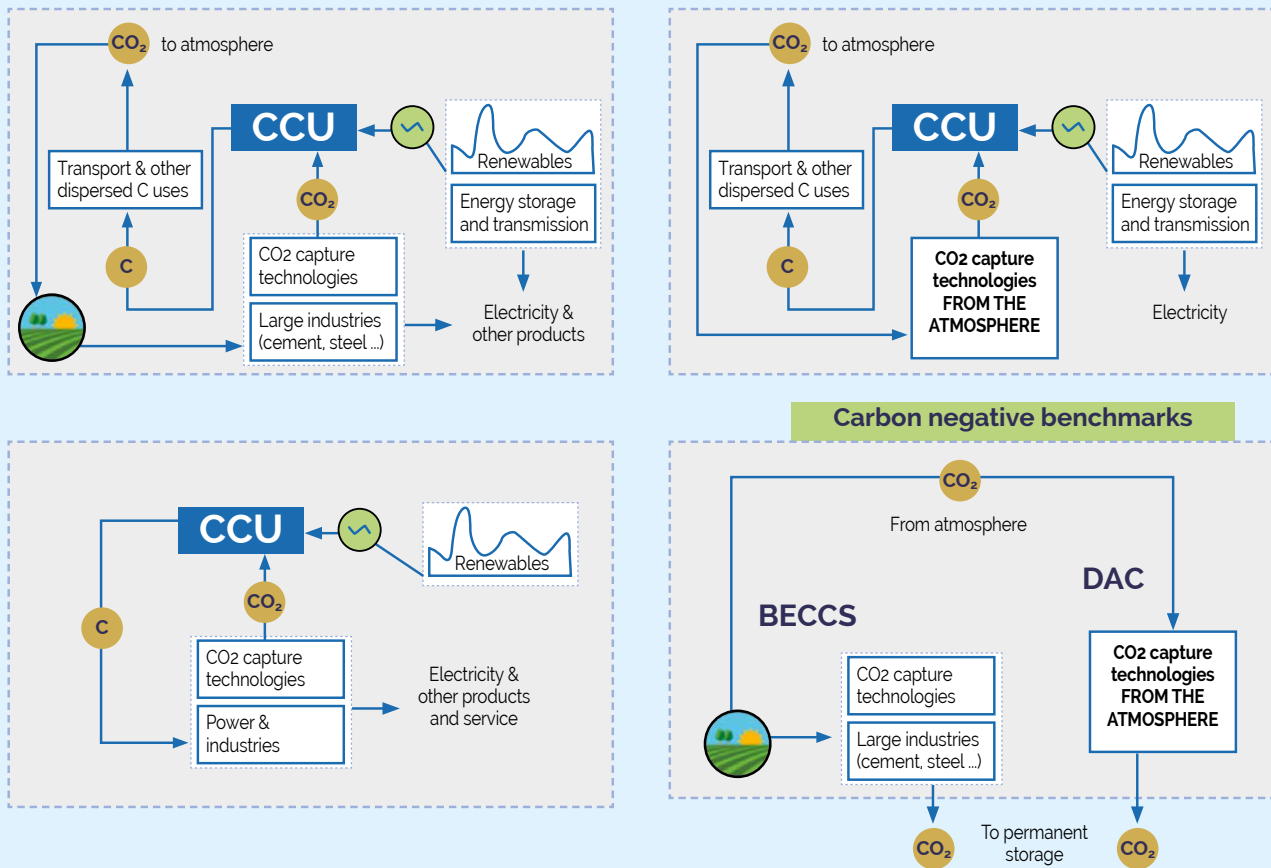 CO₂ to atmosphere
CCU
Renewables
Transport & other
dispersed C uses
CO₂
Energy storage
and transmission
C
CO2 capture
technologies
Large industries
(cement, steel ...)
Electricity &
other products
CO₂ to atmosphere
CCU
Renewables
Transport & other
dispersed C uses
CO₂
Energy storage
and transmission
C
CO2 capture
technologies
FROM THE
ATMOSPHERE
Electricity
CCU
Renewables
CO₂
C
CO2 capture
technologies
Power &
industries
Electricity &
other products
and service
Carbon negative benchmarks
CO₂
From atmosphere
DAC
BECCS
CO2 capture
technologies
Large industries
(cement, steel ...)
CO2 capture
technologies
FROM THE
ATMOSPHERE
CO₂
To permanent
storage
CO₂